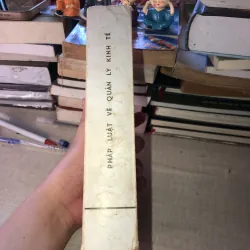 PHÁP LUẬT VỀ QUẢN LÝ KINH TẾ